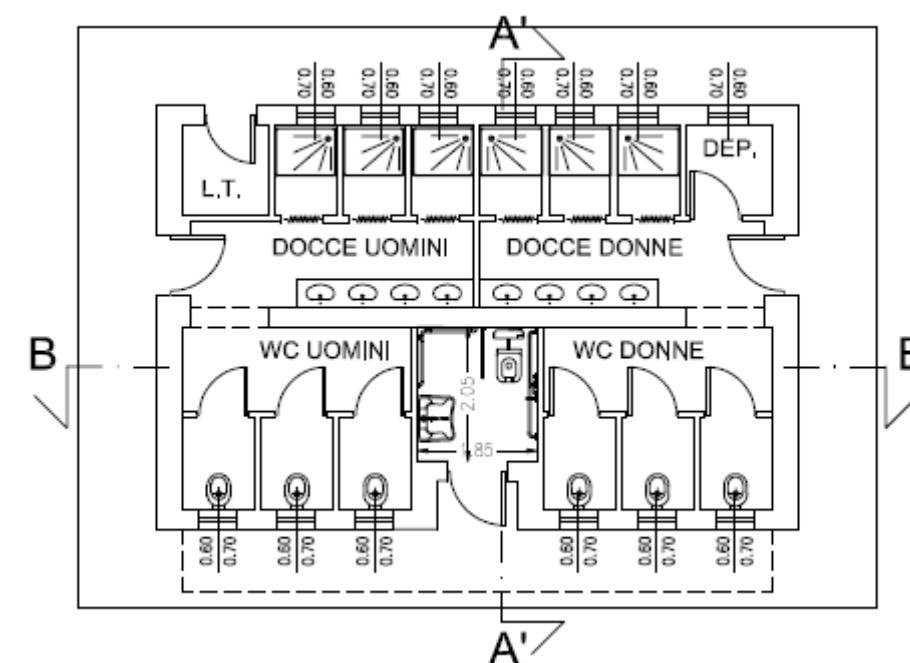 A'
0.70 0.60 0.70 0.60 0.70 0.60 0.70 0.60 0.70 0.60 0.70 0.60 0.70 0.60
DEP.
L.T.
DOCCE UOMINI DOCCE DONNE
B WC UOMINI WC DONNE B
2.05
1.85
0.60 0.70 0.60 0.70 0.60 0.70 0.60 0.70 0.60 0.70 0.60 0.70
A'